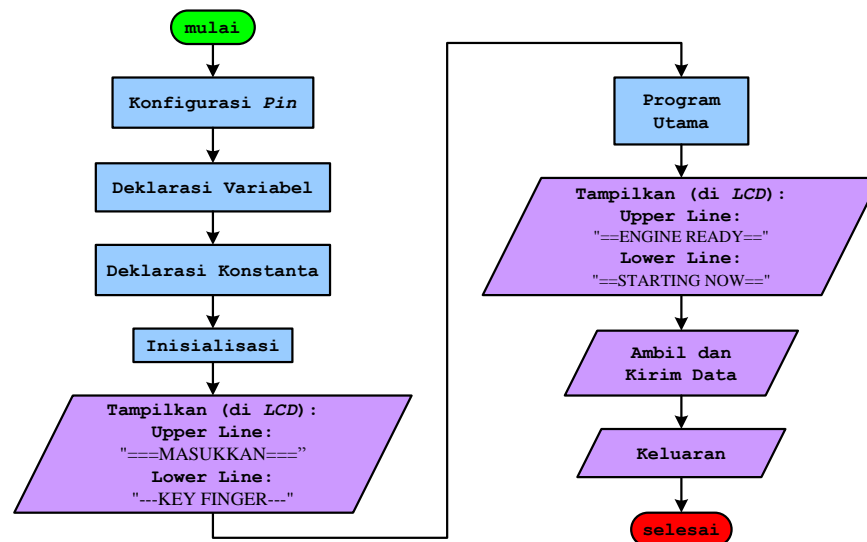 mulai
Konfigurasi Pin
Deklarasi Variabel
Deklarasi Konstanta
Inisialisasi
Tampilkan (di LCD):
Upper Line:
"===MASUKKAN===”
Lower Line:
"---KEY FINGER---"
Program
Utama
Tampilkan (di LCD):
Upper Line:
"==ENGINE READY=="
Lower Line:
"==STARTING NOW=="
Ambil dan
Kirim Data
Keluaran
selesai